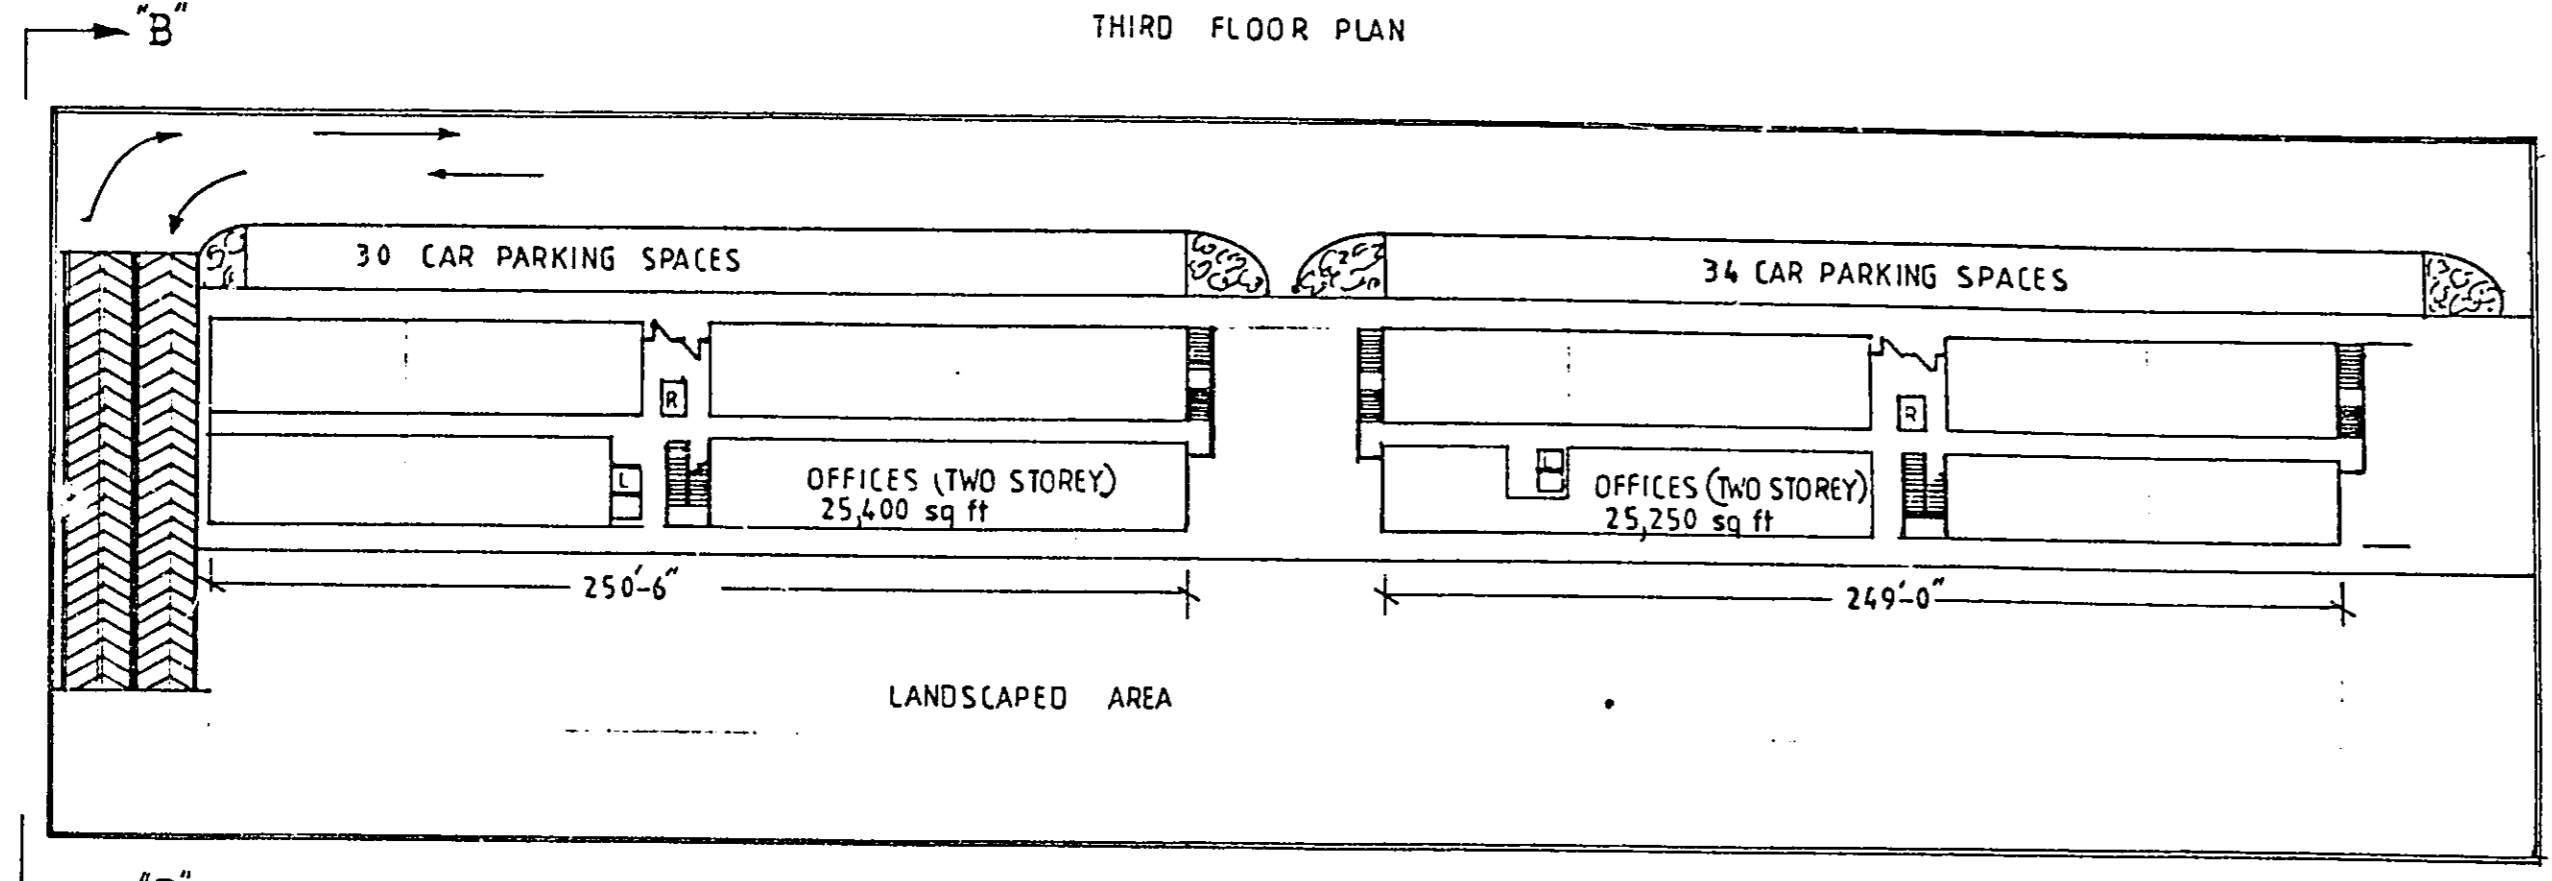 "B"
THIRD FLOOR PLAN
30 CAR PARKING SPACES
34 CAR PARKING SPACES
R
R
L
L
OFFICES (TWO STOREY)
25,400 sq ft
OFFICES (TWO STOREY)
25,250 sq ft
250'-6"
249'-0"
LANDSCAPED AREA